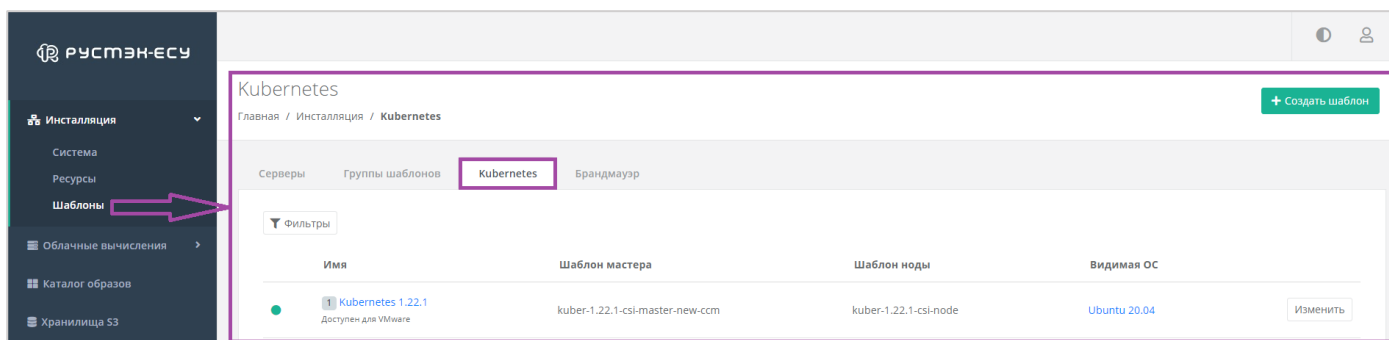 РУСТЭК-ЕСУ
Инсталляция
Система
Ресурсы
Шаблоны
Облачные вычисления
Каталог образов
Хранилища S3
Kubernetes
Главная / Инсталляция / Kubernetes
+ Создать шаблон
Серверы Группы шаблонов Kubernetes Брандмауэр
Фильтры
Имя Шаблон мастера Шаблон ноды Видимая ОС
1 Kubernetes 1.22.1 kuber-1.22.1-csi-master-new-ccm kuber-1.22.1-csi-node Ubuntu 20.04 Изменить
Доступен для VMware